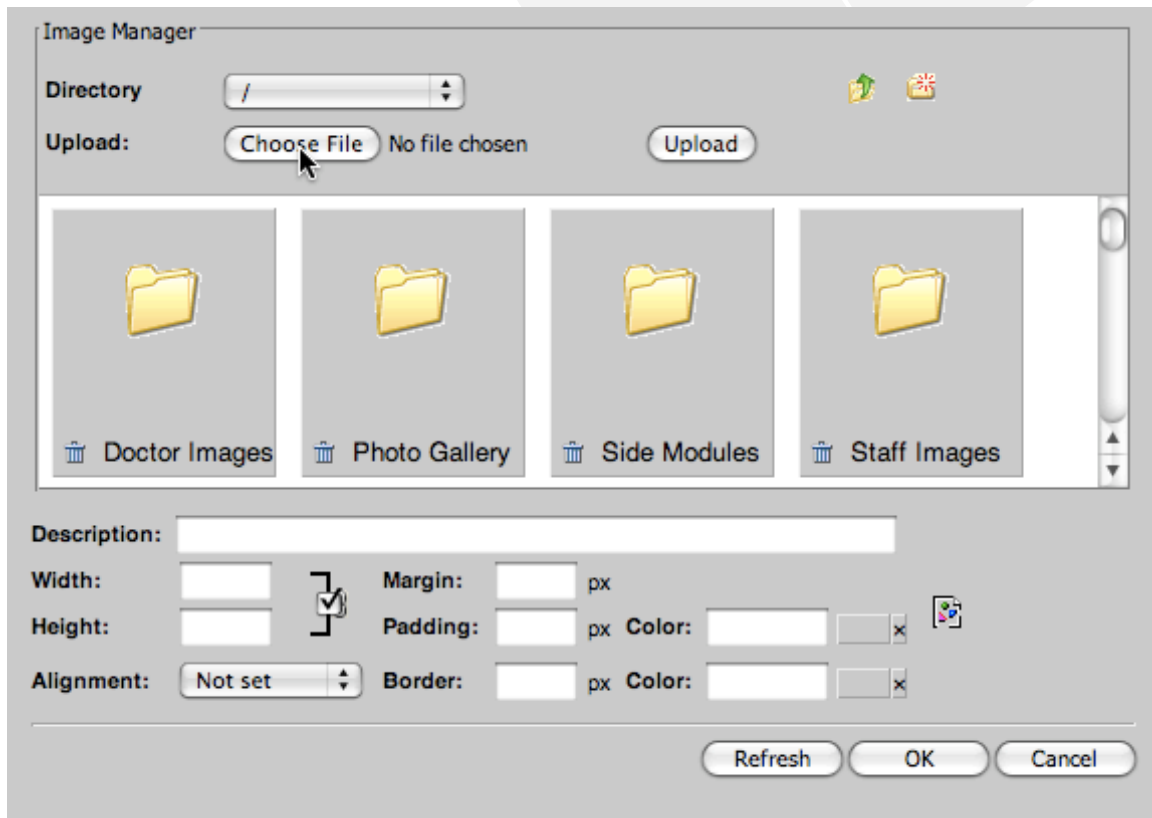 Image Manager
Directory /
Upload: Choose File No file chosen Upload
Doctor Images Photo Gallery Side Modules Staff Images
Description:
Width: Margin: px
Height: Padding: px Color: x
Alignment: Not set Border: px Color: x
Refresh OK Cancel